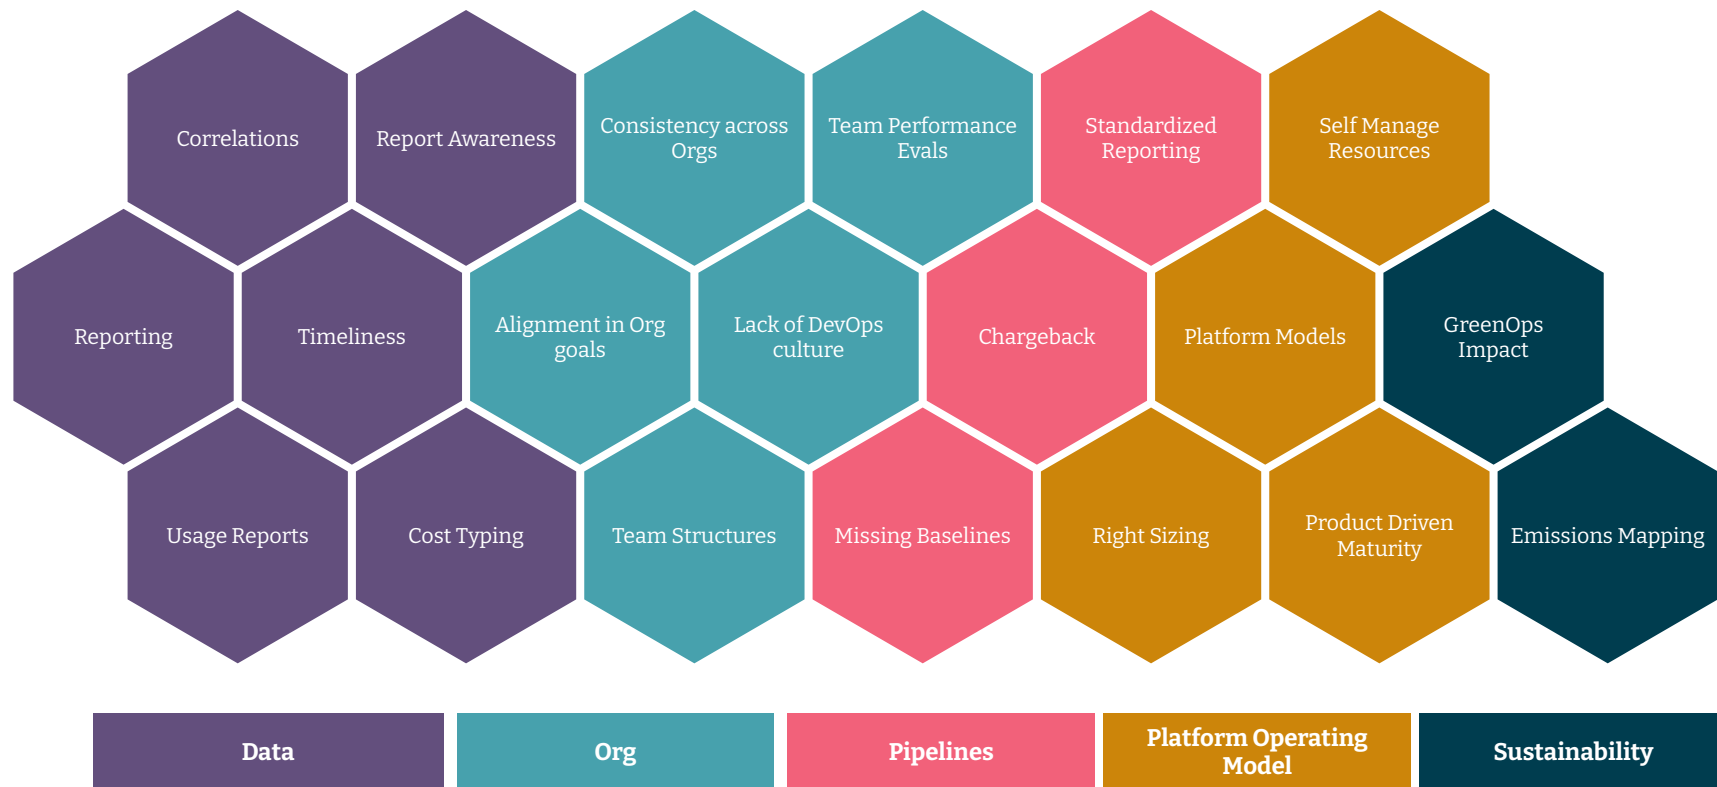 Correlations
Report Awareness
Consistency across
Orgs
Team Performance
Evals
Standardized
Reporting
Self Manage
Resources
Reporting
Timeliness
Alignment in Org
goals
Lack of DevOps
culture
Chargeback
Platform Models
GreenOps
Impact
Usage Reports
Cost Typing
Team Structures
Missing Baselines
Right Sizing
Product Driven
Maturity
Emissions Mapping
Data
Org
Pipelines
Platform Operating
Model
Sustainability